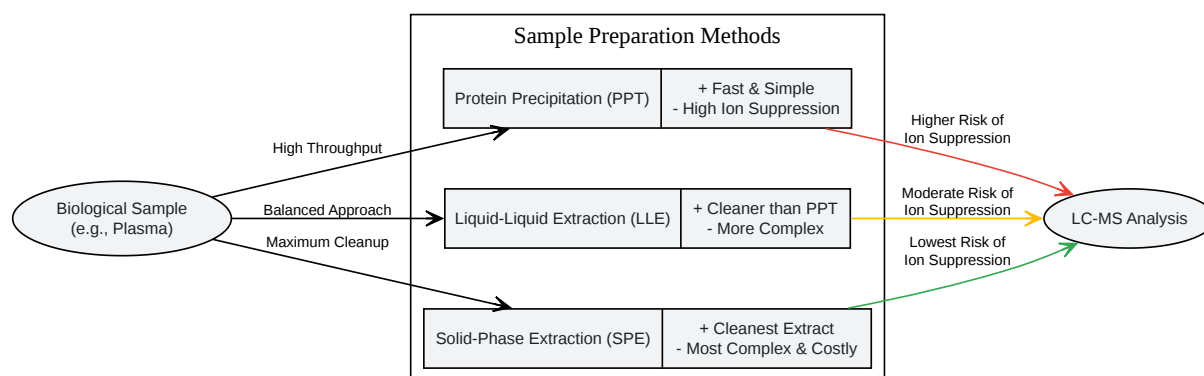 Sample Preparation Methods
Protein Precipitation (PPT)
+ Fast & Simple
- High Ion Suppression
Higher Risk of
Ion Suppression
High Throughput
Biological Sample
(e.g., Plasma)
Balanced Approach
Liquid-Liquid Extraction (LLE)
+ Cleaner than PPT
- More Complex
Moderate Risk of
Ion Suppression
LC-MS Analysis
Maximum Cleanup
Lowest Risk of
Ion Suppression
Solid-Phase Extraction (SPE)
+ Cleanest Extract
- Most Complex & Costly